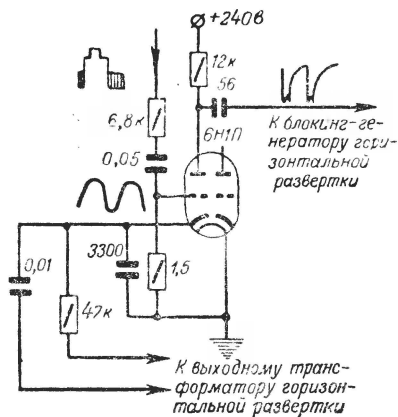 +240в
12к
56
6,8к
К блокинг-ге-
нератору гори-
зонтальной
развертки
6Н1П
0,05
0,01
3300
1,5
47к
К выходному транс-
форматору горизон-
тальной развертки